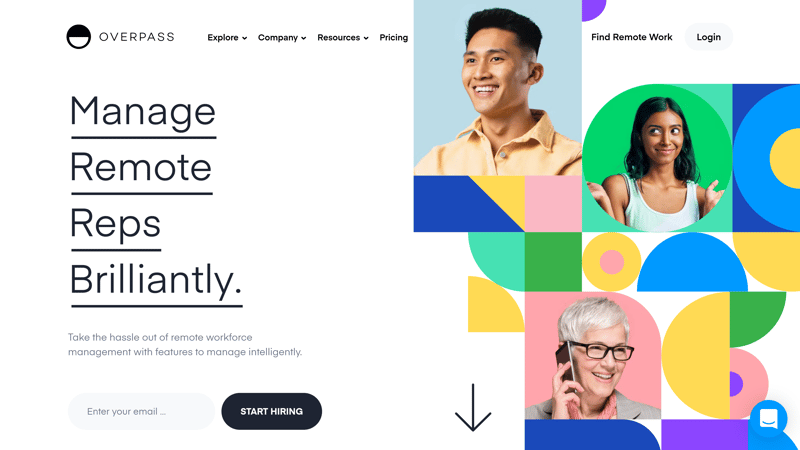 OVERPASS
Explore Company Resources Pricing
Find Remote Work Login
Manage
Remote
Reps
Brilliantly.
Take the hassle out of remote workforce
management with features to manage intelligently.
Enter your email ...
START HIRING